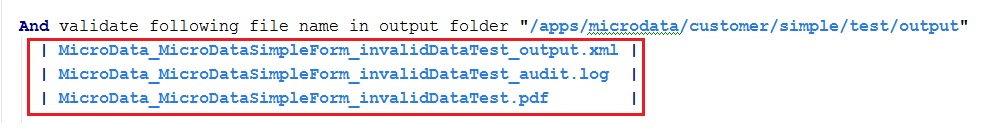 And validate following file name in output folder "/apps/microdata/customer/simple/test/output"
| MicroData_MicroDataSimpleForm_invalidDataTest_output.xml |
| MicroData_MicroDataSimpleForm_invalidDataTest_audit.log |
| MicroData_MicroDataSimpleForm_invalidDataTest.pdf |